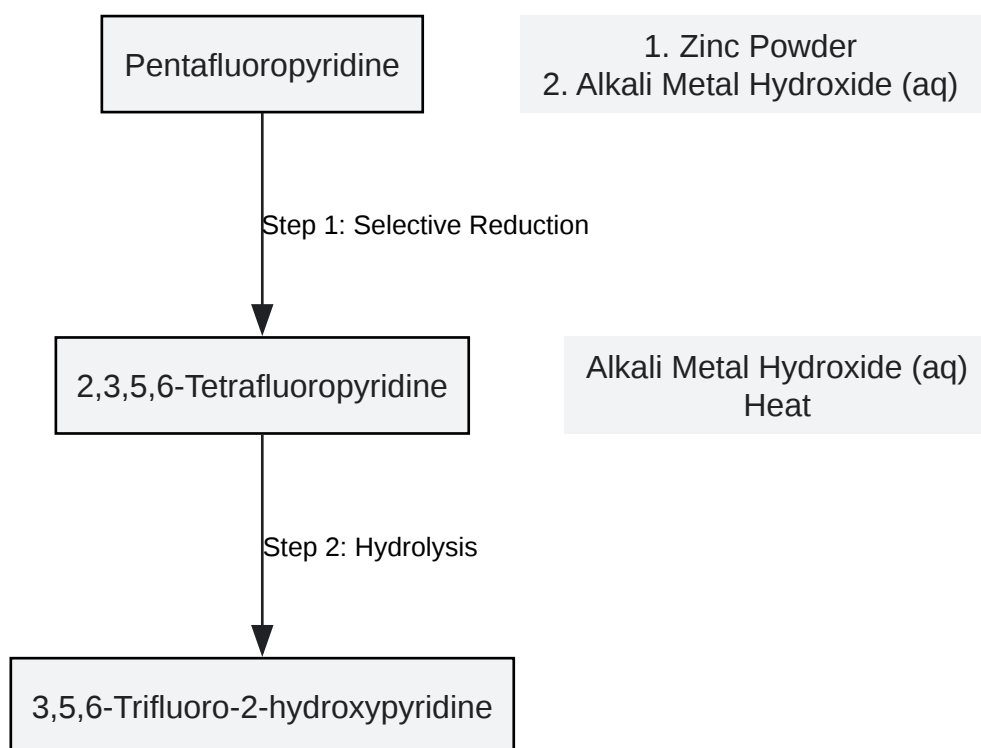 Pentafluoropyridine
1. Zinc Powder
2. Alkali Metal Hydroxide (aq)
Step 1: Selective Reduction
2,3,5,6-Tetrafluoropyridine
Alkali Metal Hydroxide (aq)
Heat
Step 2: Hydrolysis
3,5,6-Trifluoro-2-hydroxypyridine